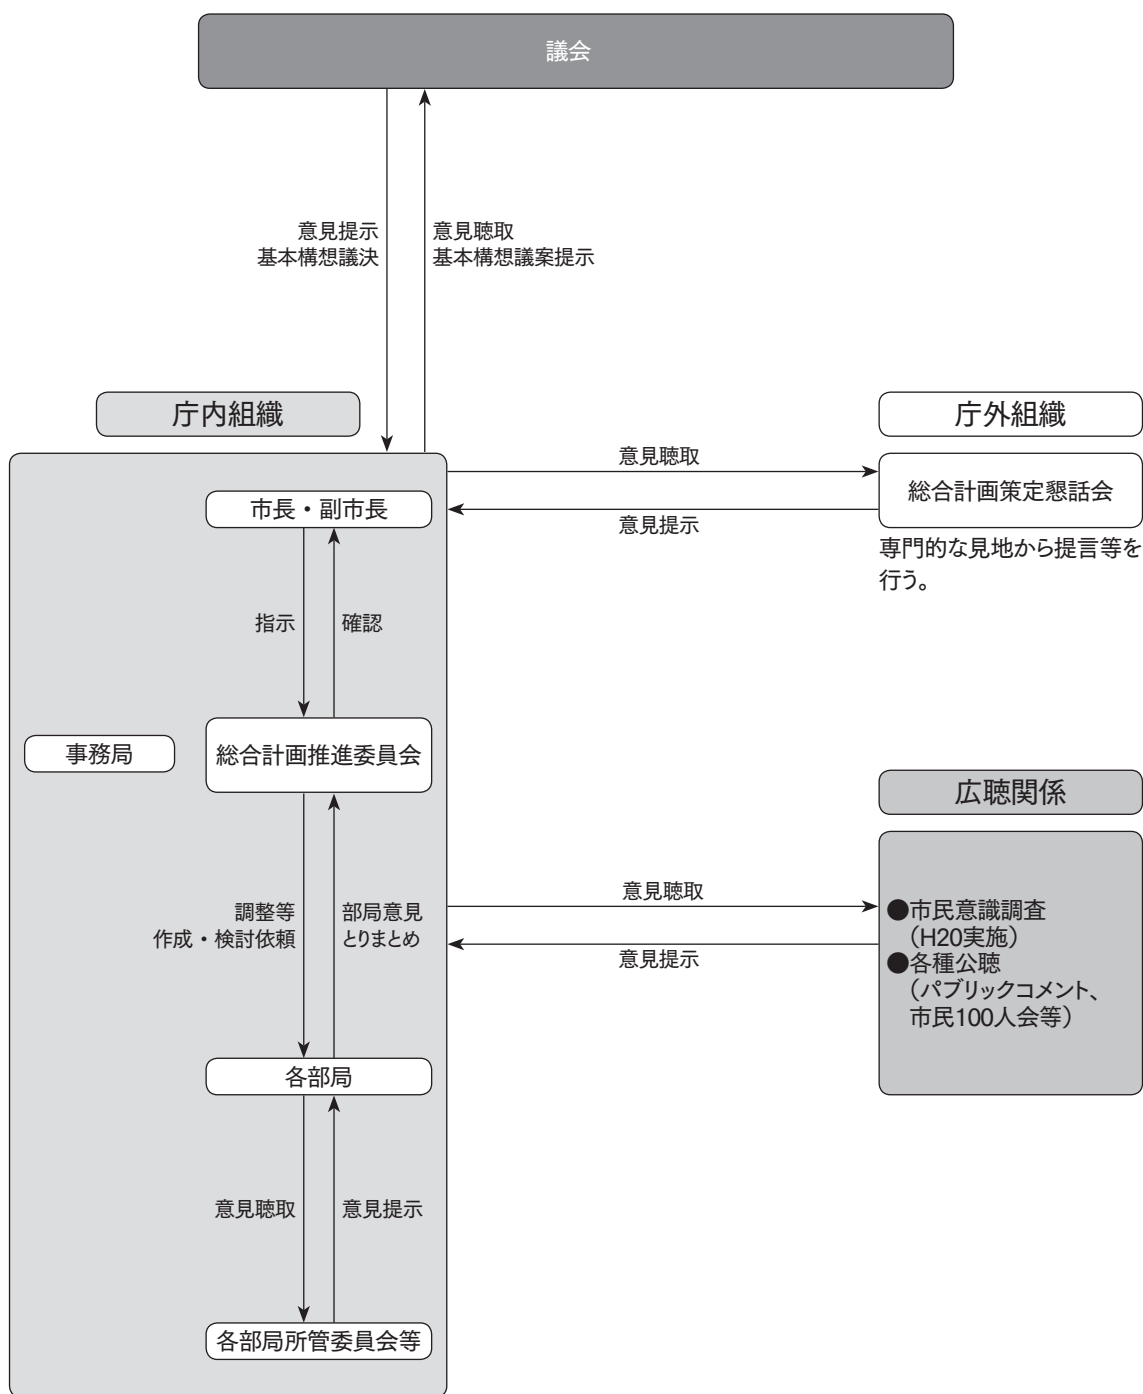 議会
意見提示
基本構想議決
意見聴取
基本構想議案提示
庁内組織
庁外組織
市長・副市長
意見聴取
意見提示
総合計画策定懇話会
専門的な見地から提言等を
行う。
指示
確認
事務局
総合計画推進委員会
広聴関係
調整等
作成・検討依頼
部局意見
とりまとめ
意見聴取
意見提示
●市民意識調査
（H20実施）
●各種公聴
（パブリックコメント、
市民100人会等）
各部局
意見聴取
意見提示
各部局所管委員会等